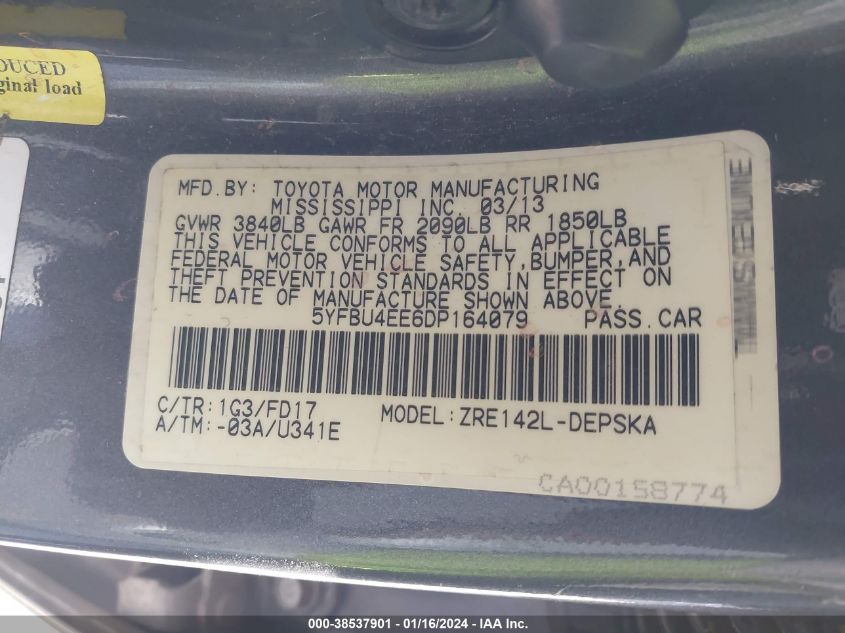 DUCED
ginal load
MFD.BY: TOYOTA MOTOR MANUFACTURING
MISSISSIPPI INC. 03/13
GVWR 3840LB GAWR FR 2090LB RR 1850LB
THIS VEHICLE CONFORMS TO ALL APPLICABLE
FEDERAL MOTOR VEHICLE SAFETY,BUMPER,AND
THEFT PREVENTION STANDARDS IN EFFECT ON
THE DATE OF MANUFACTURE SHOWN ABOVE.
5YFBU4EE6DP164079 PASS.CAR
C/TR:1G3/FD17 MODEL:ZRE142L-DEPSKA
A/TM:-03A/U341E
CA00158774
000-38537901 - 01/16/2024 - IAA Inc.